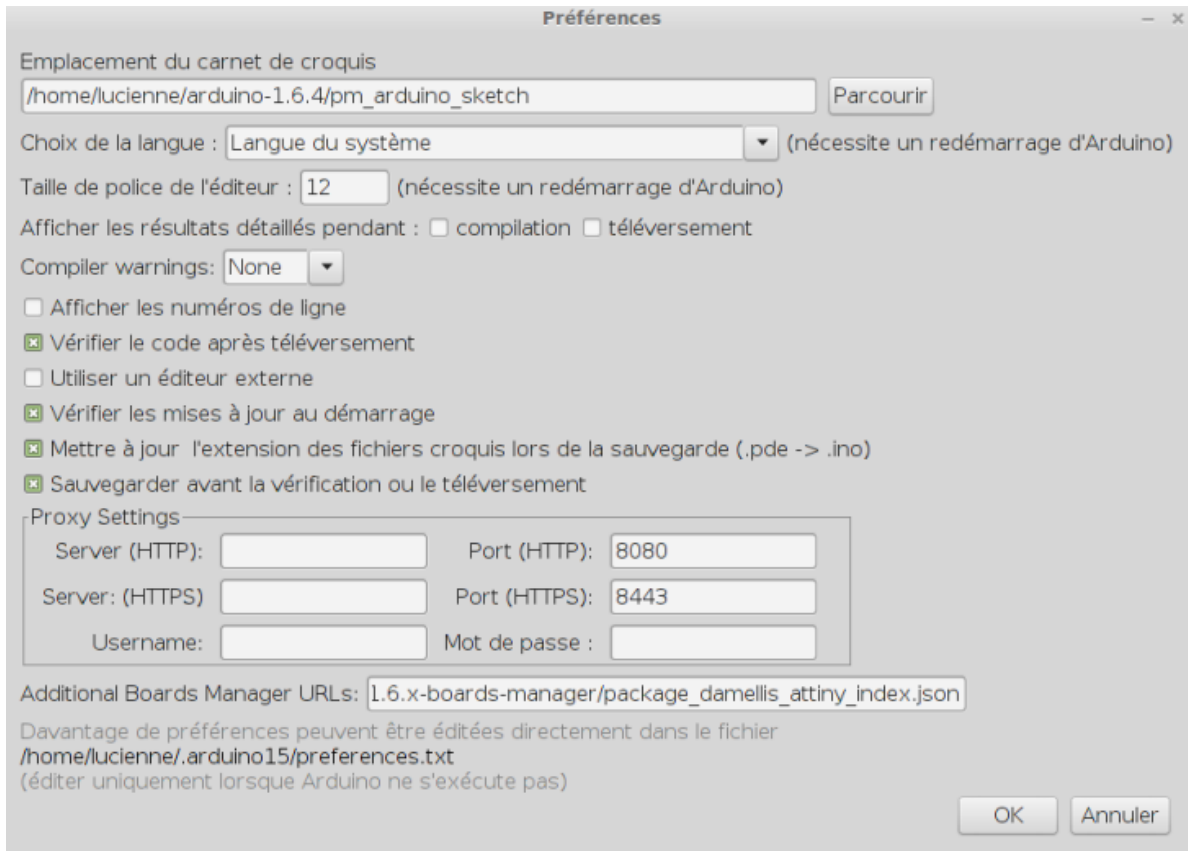 Préférences
Emplacement du carnet de croquis
/home/lucienne/arduino-1.6.4/pm_arduino_sketch Parcourir
Choix de la langue : Langue du système (nécessite un redémarrage d'Arduino)
Taille de police de l'éditeur : 12 (nécessite un redémarrage d'Arduino)
Afficher les résultats détaillés pendant : compilation téléversement
Compiler warnings: None
Afficher les numéros de ligne
Vérifier le code après téléversement
Utiliser un éditeur externe
Vérifier les mises à jour au démarrage
Mettre à jour  l'extension des fichiers croquis lors de la sauvegarde (.pde -> .ino)
Sauvegarder avant la vérification ou le téléversement
Proxy Settings
Server (HTTP): Port (HTTP): 8080
Server: (HTTPS) Port (HTTPS): 8443
Username: Mot de passe :
Additional Boards Manager URLs: 1.6.x-boards-manager/package_damellis_attiny_index.json
Davantage de préférences peuvent être éditées directement dans le fichier
/home/lucienne/.arduino15/preferences.txt
(éditer uniquement lorsque Arduino ne s'exécute pas)
OK Annuler